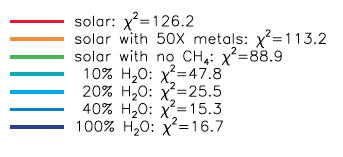 solar: χ²=126.2
solar with 50X metals: χ²=113.2
solar with no CH₄: χ²=88.9
10% H₂O: χ²=47.8
20% H₂O: χ²=25.5
40% H₂O: χ²=15.3
100% H₂O: χ²=16.7